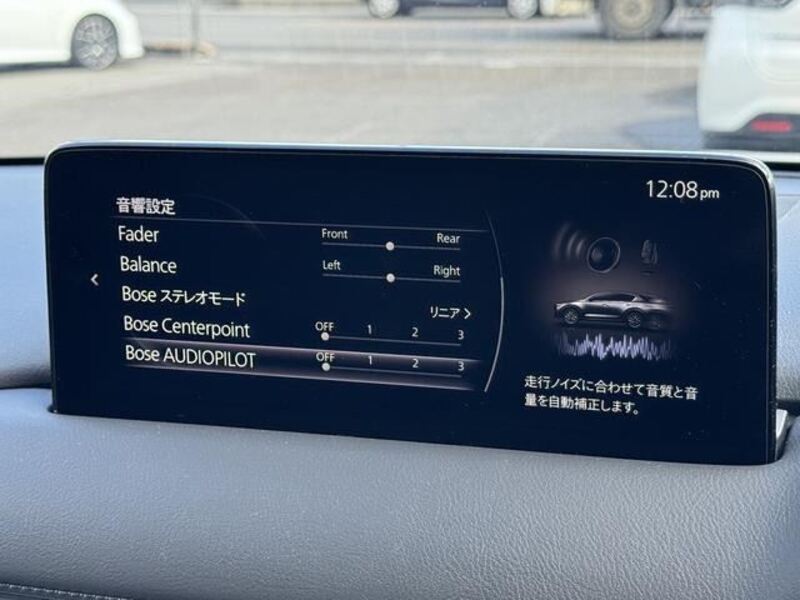 12:08pm
音響設定
Fader
Front Rear
Balance
Left Right
Bose ステレオモード
リニア
Bose Centerpoint
OFF 1 2 3
Bose AUDIOPILOT
OFF 1 2 3
走行ノイズに合わせて音質と音
量を自動補正します。